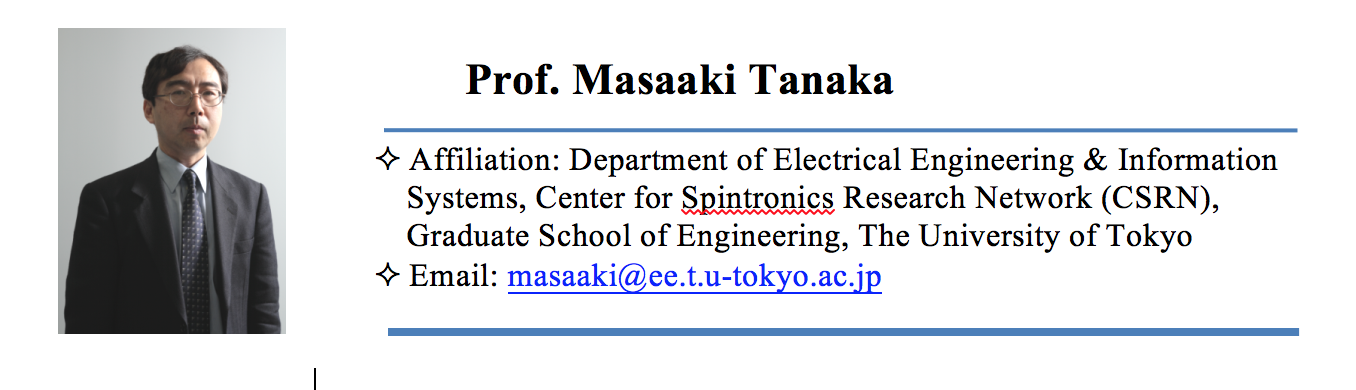 Prof. Masaaki Tanaka
✧ Affiliation: Department of Electrical Engineering & Information
Systems, Center for Spintronics Research Network (CSRN),
Graduate School of Engineering, The University of Tokyo
✧ Email: masaaki@ee.t.u-tokyo.ac.jp